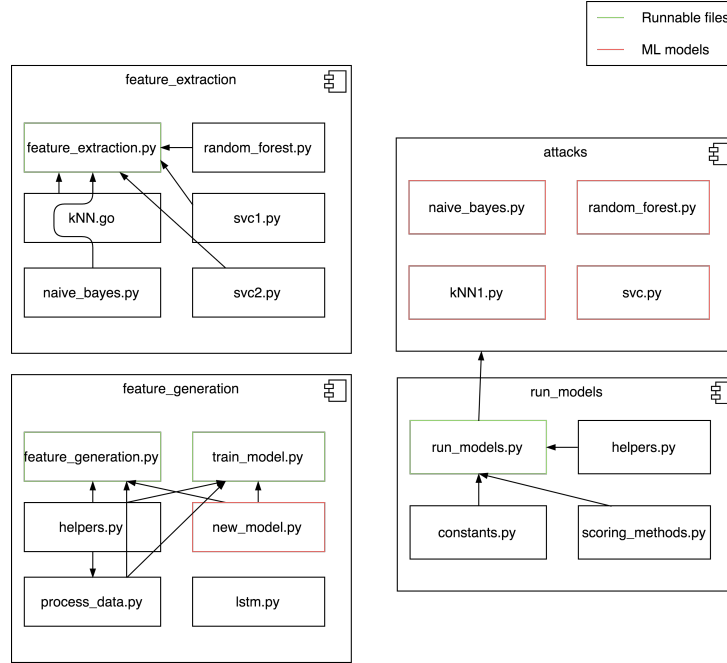 Runnable files
ML models
feature_extraction
feature_extraction.py
random_forest.py
kNN.go
svc1.py
naive_bayes.py
svc2.py
attacks
naive_bayes.py
random_forest.py
kNN1.py
svc.py
feature_generation
feature_generation.py
train_model.py
helpers.py
new_model.py
process_data.py
lstm.py
run_models
run_models.py
helpers.py
constants.py
scoring_methods.py